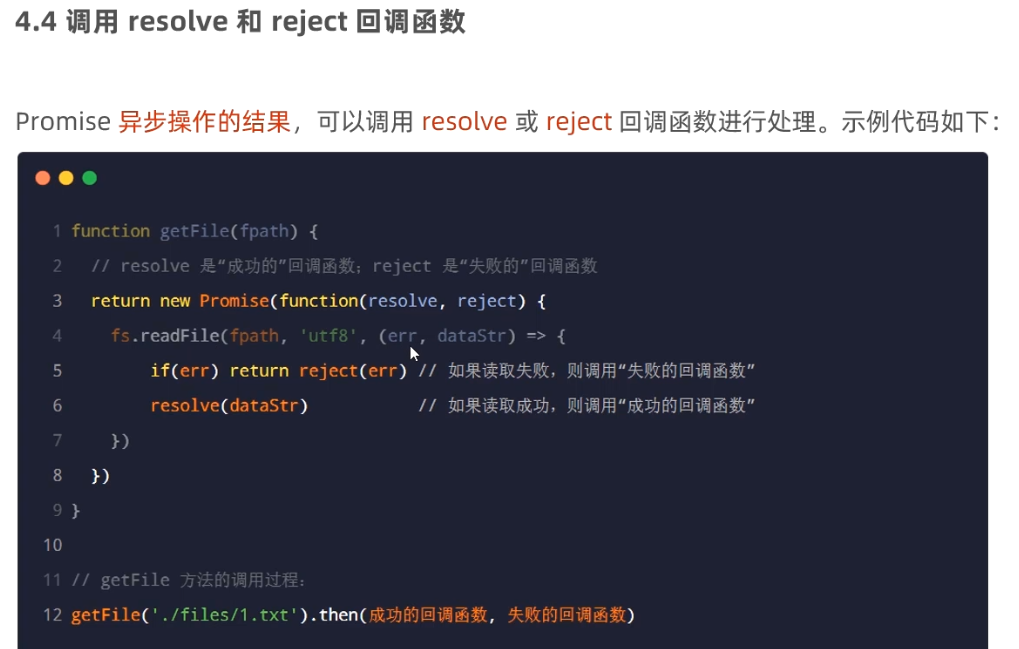 4.4 调用 resolve 和 reject 回调函数
Promise 异步操作的结果，可以调用 resolve 或 reject 回调函数进行处理。示例代码如下：
1 function getFile(fpath) {
2   // resolve 是“成功的”回调函数；reject 是“失败的”回调函数
3   return new Promise(function(resolve, reject) {
4     fs.readFile(fpath, 'utf8', (err, dataStr) => {
5         if(err) return reject(err) // 如果读取失败，则调用“失败的回调函数”
6         resolve(dataStr)           // 如果读取成功，则调用“成功的回调函数”
7     })
8   })
9 }
10
11 // getFile 方法的调用过程：
12 getFile('./files/1.txt').then(成功的回调函数, 失败的回调函数)